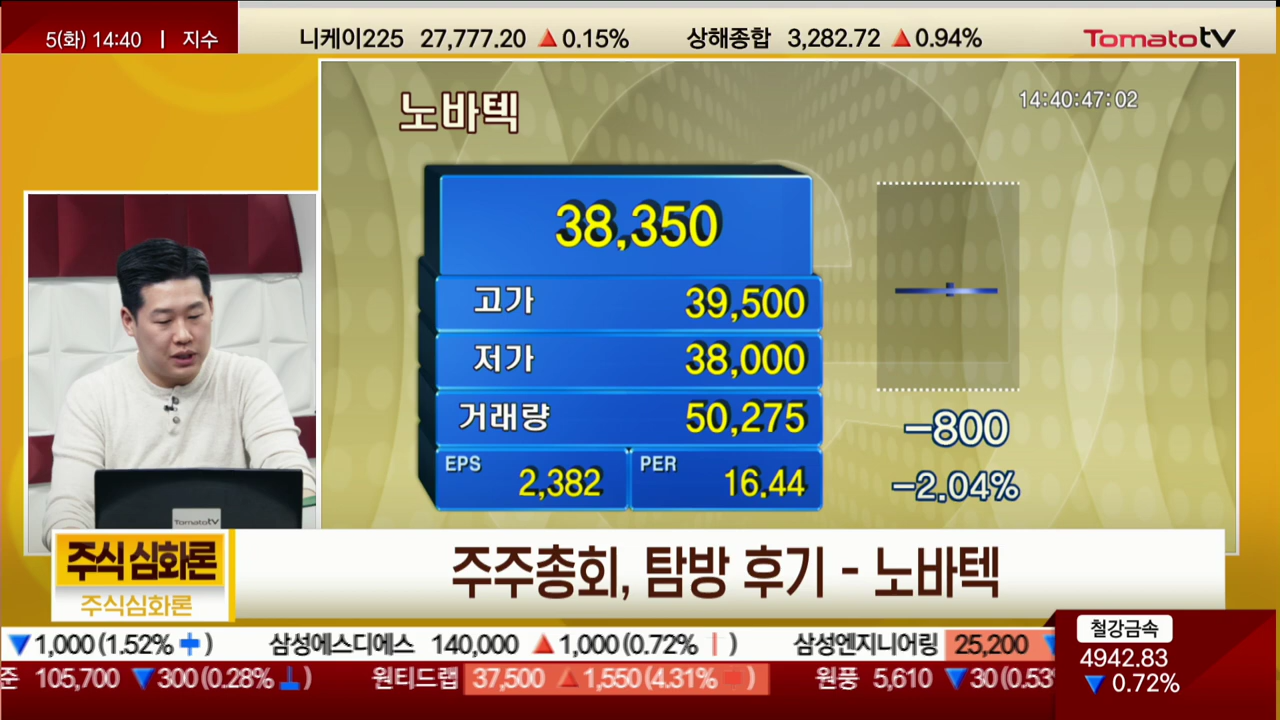 5(화) 14:40 | 지수 니케이225 27,777.20 ▲0.15% 상해종합 3,282.72 ▲0.94% Tomatotv
노바텍
14:40:47:02
38,350
고가 39,500
저가 38,000
거래량 50,275
EPS 2,382 PER 16.44
-800
-2.04%
Tomatotv
주식심화론
주식심화론
주주총회, 탐방 후기 - 노바텍
▼1,000(1.52% ) 삼성에스디에스 140,000 ▲1,000(0.72% ) 삼성엔지니어링 25,200
준 105,700 ▼300(0.28% ) 원티드랩 37,500 ▲1,550(4.31% ) 원풍 5,610 ▼30(0.53%
철강금속
4942.83
▼0.72%